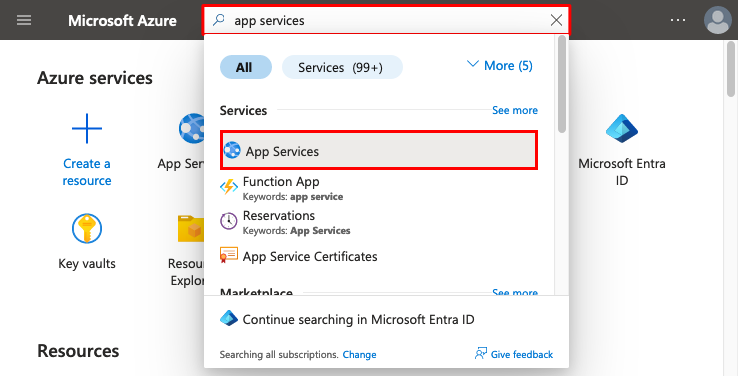 Microsoft Azure
app services
All
Services (99+)
More (5)
Services
See more
App Services
Function App
Keywords: app service
Reservations
Keywords: App Services
App Service Certificates
Marketplace
See more
Continue searching in Microsoft Entra ID
Searching all subscriptions. Change
Give feedback
Azure services
Create a
resource
App Ser
Microsoft Entra
ID
Key vaults
Resou
Explor
Resources